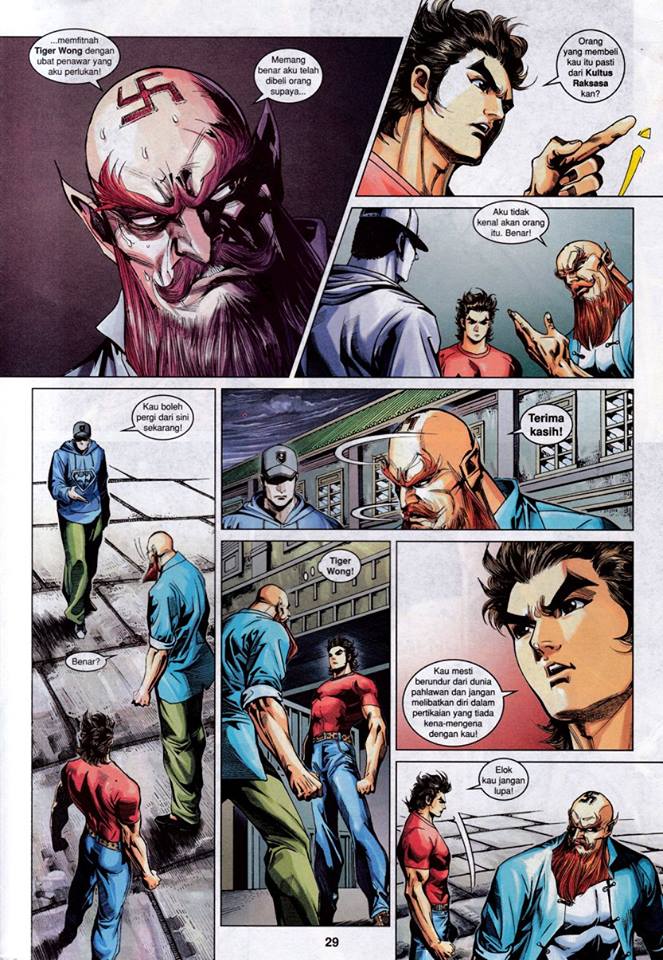 ...memfitnah
Tiger Wong dengan
ubat penawar yang
aku perlukan!
Memang
benar aku telah
dibeli orang
supaya...
Orang
yang membeli
kau itu pasti
dari Kultus
Raksasa
kan?
Aku tidak
kenal akan orang
itu. Benar!
Kau boleh
pergi dari sini
sekarang!
Benar?
Terima
kasih!
Tiger
Wong!
Kau mesti
berundur dari dunia
pahlawan dan jangan
melibatkan diri dalam
pertikaian yang tiada
kena-mengena
dengan kau!
Elok
kau jangan
lupa!
29